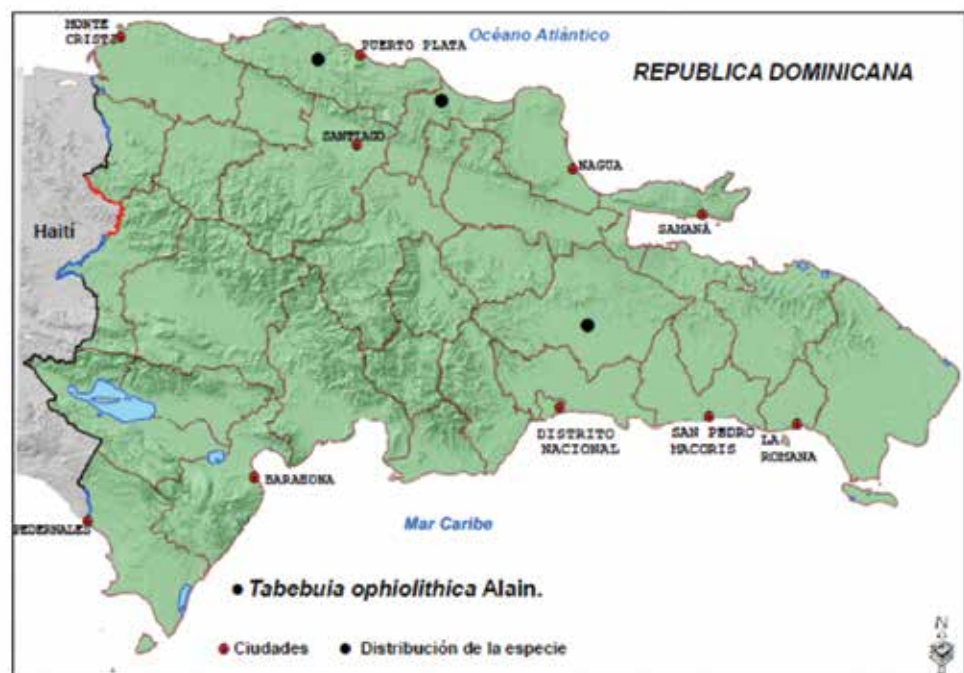 MONTE
CRISTI
PUERTO PLATA
Océano Atlántico
REPUBLICA DOMINICANA
SANTIAGO
NAGUA
SAMANÁ
Haití
DISTRITO
NACIONAL
SAN PEDRO
MACORIS
LA
ROMANA
BARAHONA
PEDERNALES
Mar Caribe
Tabebuia ophiolithica Alain.
Ciudades
Distribución de la especie
N